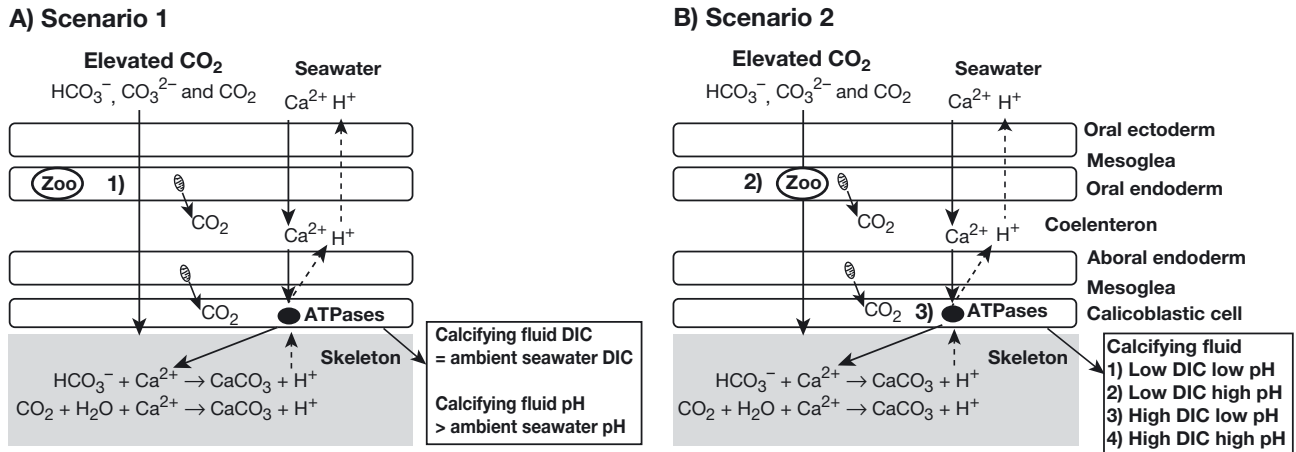 A) Scenario 1
Elevated CO₂
Seawater
HCO₃⁻, CO₃²⁻ and CO₂
Ca²⁺ H⁺
Zoo
1)
CO₂
Ca²⁺ H⁺
CO₂
ATPases
Skeleton
HCO₃⁻ + Ca²⁺ → CaCO₃ + H⁺
CO₂ + H₂O + Ca²⁺ → CaCO₃ + H⁺
Calcifying fluid DIC
= ambient seawater DIC
Calcifying fluid pH
> ambient seawater pH
B) Scenario 2
Elevated CO₂
Seawater
HCO₃⁻, CO₃²⁻ and CO₂
Ca²⁺ H⁺
Oral ectoderm
Mesoglea
2) Zoo
Oral endoderm
CO₂
Coelenteron
Ca²⁺ H⁺
Aboral endoderm
Mesoglea
CO₂
3) ATPases
Calicoblastic cell
Skeleton
HCO₃⁻ + Ca²⁺ → CaCO₃ + H⁺
CO₂ + H₂O + Ca²⁺ → CaCO₃ + H⁺
Calcifying fluid
1) Low DIC low pH
2) Low DIC high pH
3) High DIC low pH
4) High DIC high pH